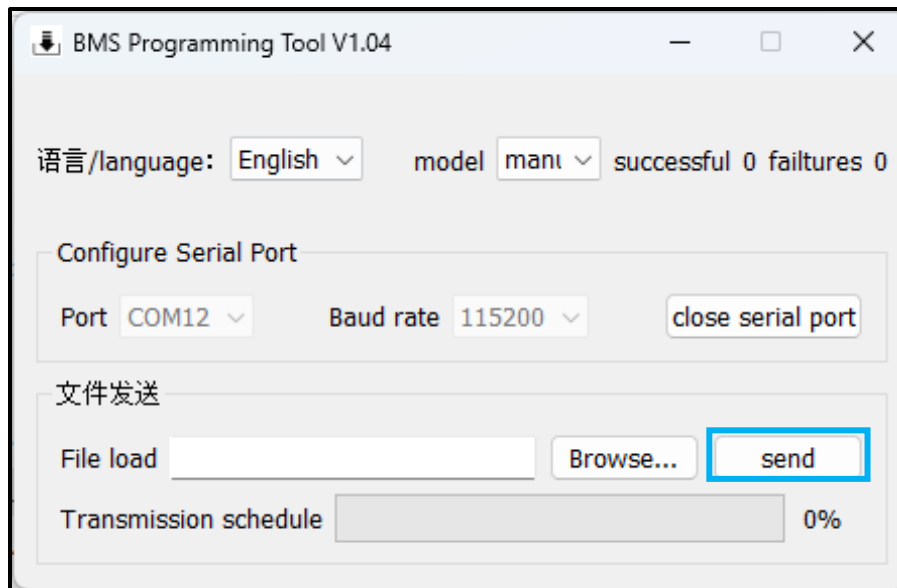 BMS Programming Tool V1.04
语言/language: English model manu successful 0 failtures 0
Configure Serial Port
Port COM12 Baud rate 115200 close serial port
文件发送
File load Browse... send
Transmission schedule 0%